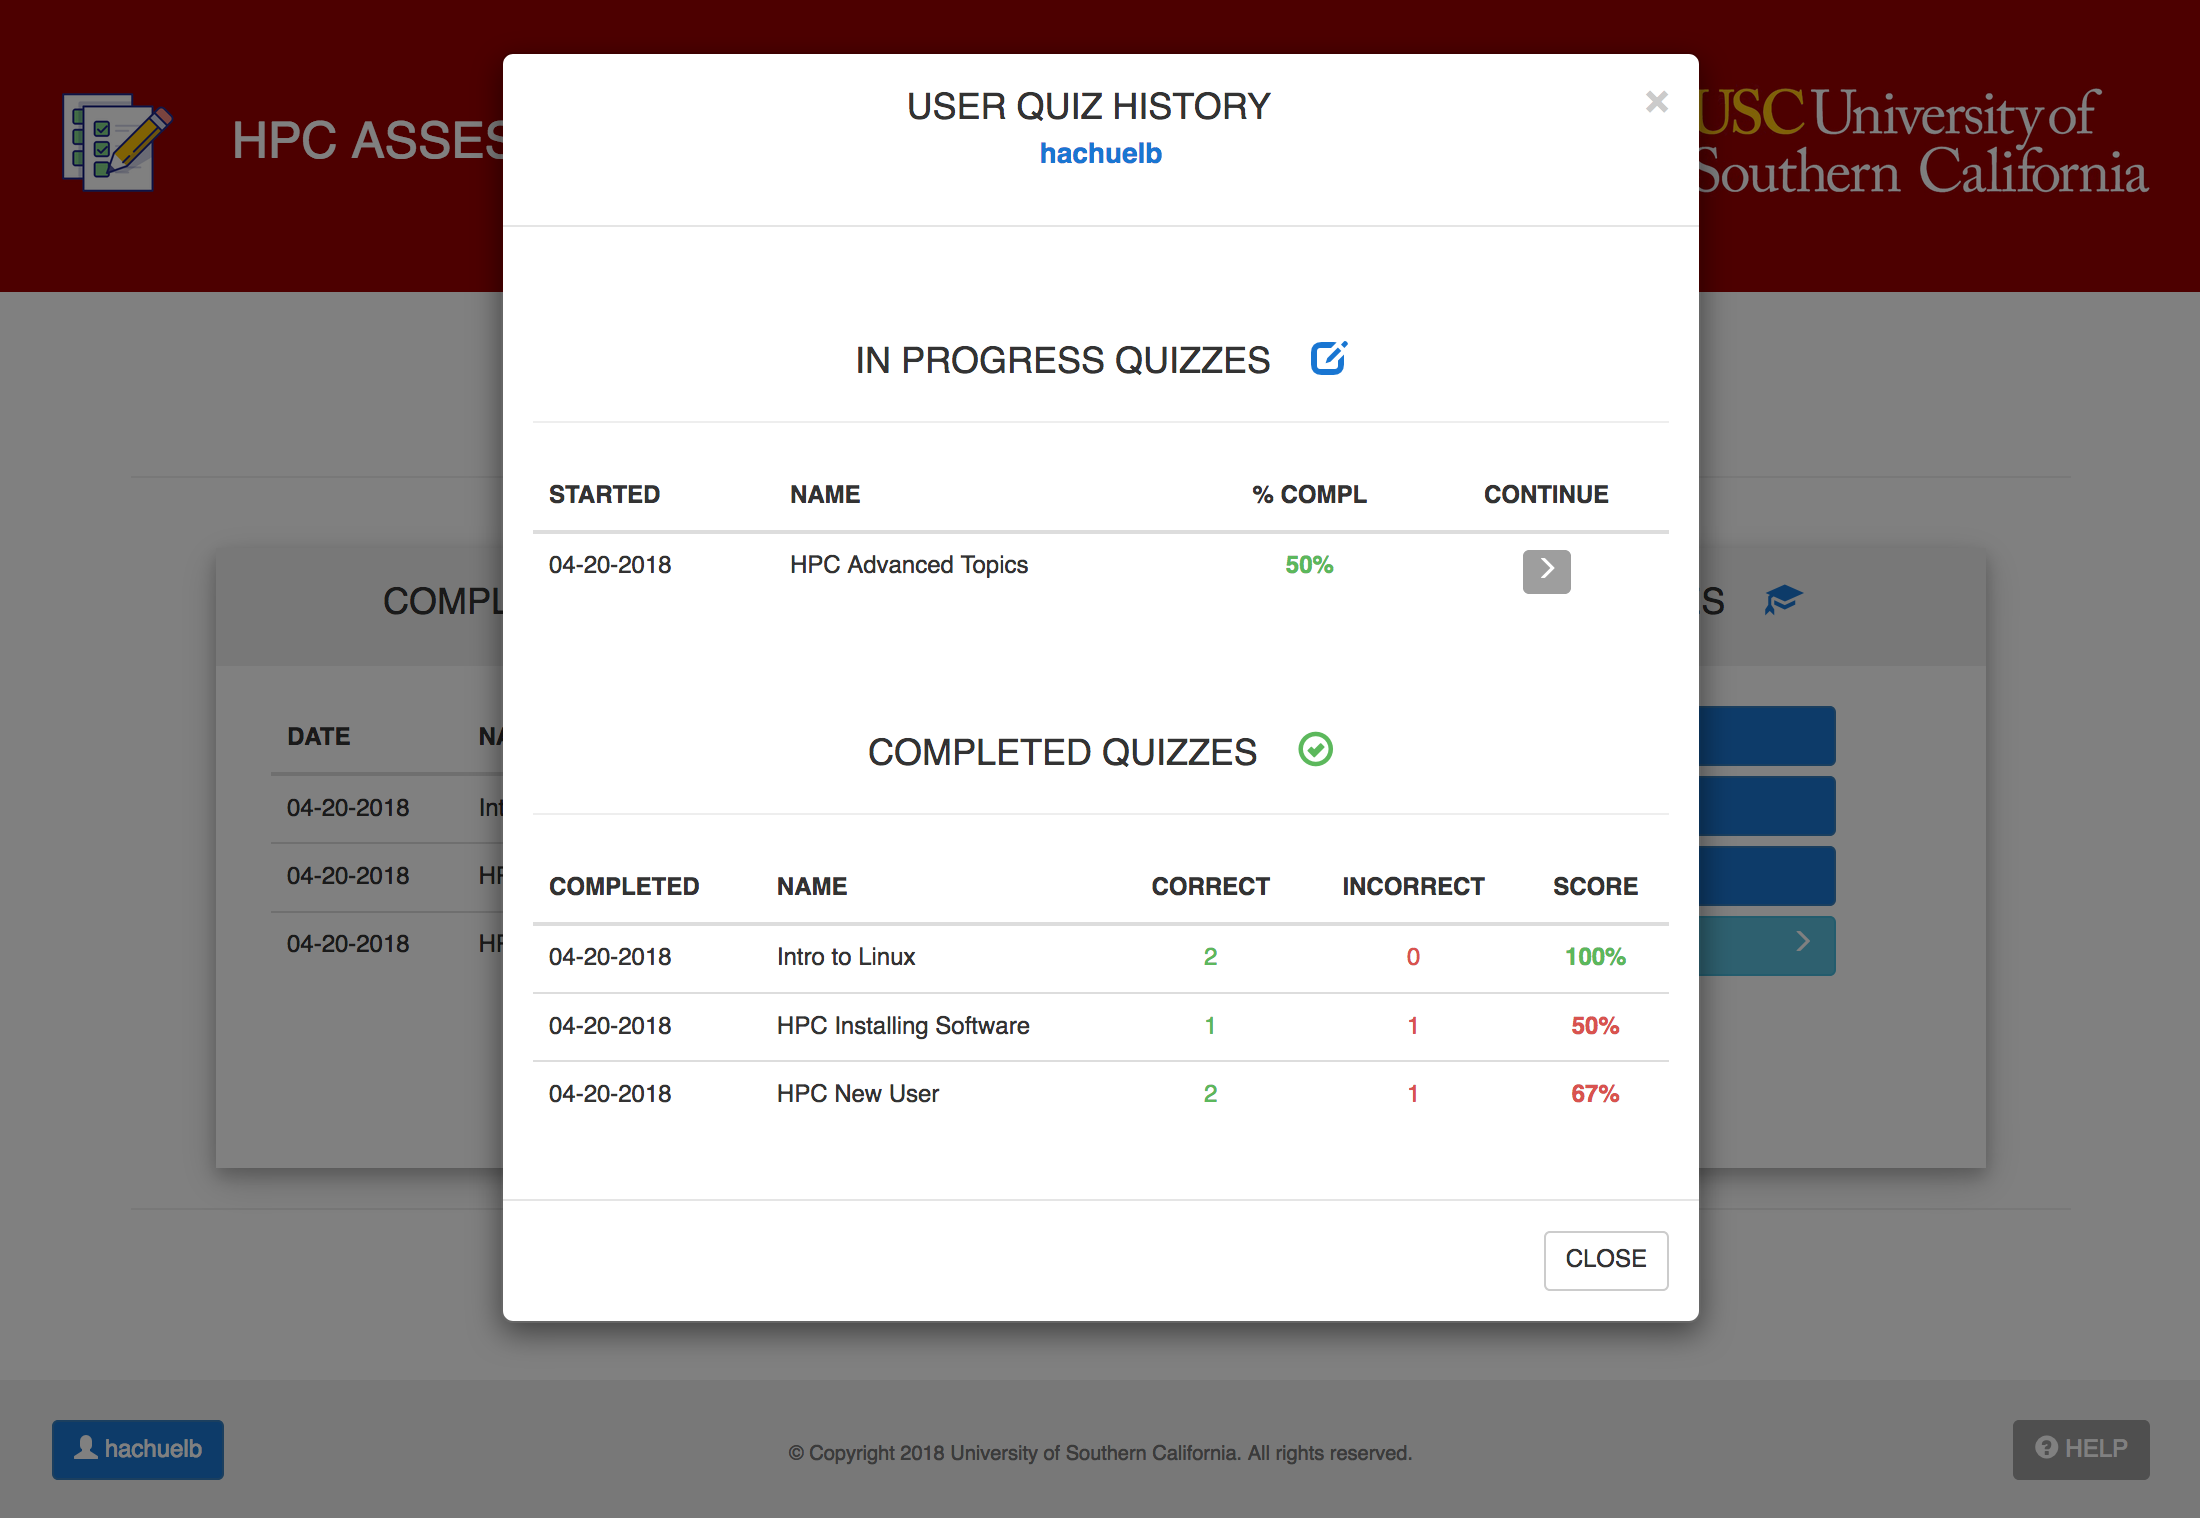 USER QUIZ HISTORY
×
hachuelb
HPC ASSES
USC University of
Southern California
IN PROGRESS QUIZZES
STARTED NAME % COMPL CONTINUE
04-20-2018 HPC Advanced Topics 50%
COMPL
S
COMPLETED QUIZZES
DATE NA
04-20-2018 Int
04-20-2018
04-20-2018
COMPLETED NAME CORRECT INCORRECT SCORE
04-20-2018 Intro to Linux 2 0 100%
04-20-2018 HPC Installing Software 1 1 50%
04-20-2018 HPC New User 2 1 67%
CLOSE
hachuelb
© Copyright 2018 University of Southern California. All rights reserved.
? HELP